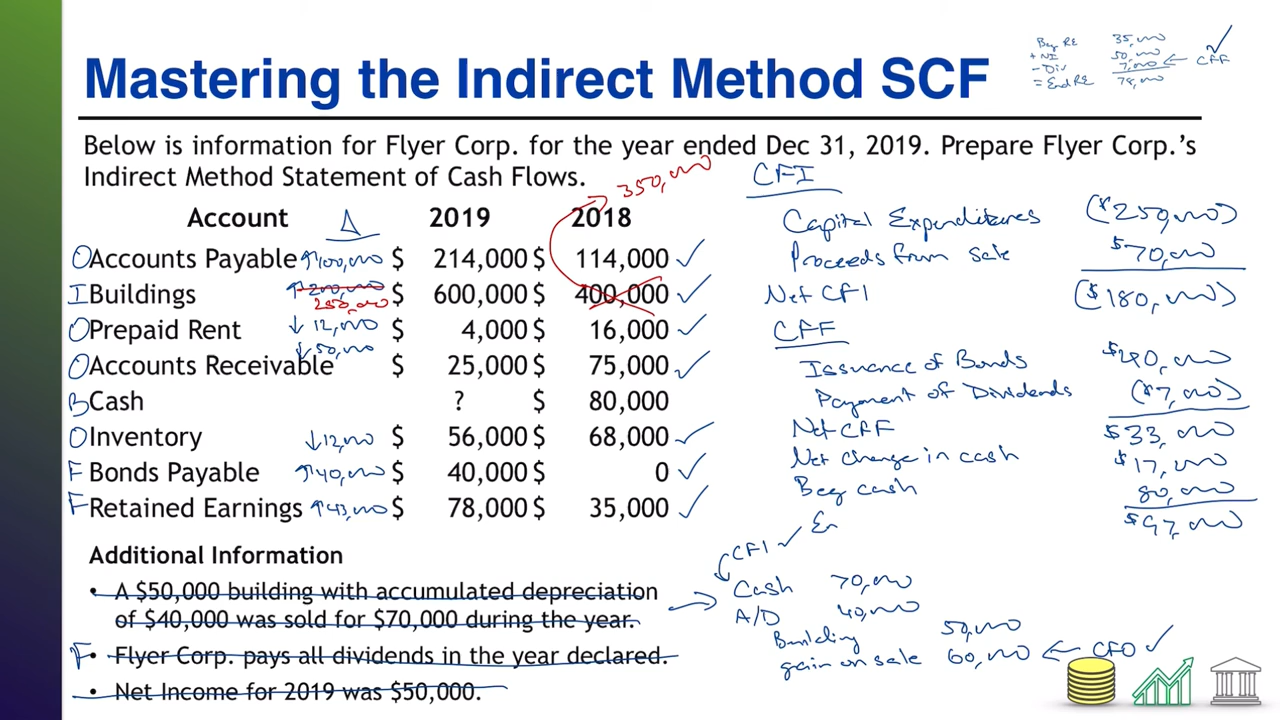 Beg RE 35,000
+ NI 50,000
- Div 7,000 ← CFF ✓
= End RE 78,000
Mastering the Indirect Method SCF
Below is information for Flyer Corp. for the year ended Dec 31, 2019. Prepare Flyer Corp.'s
Indirect Method Statement of Cash Flows.
Account Δ 2019 2018 350,000
O Accounts Payable ↑100,000 $ 214,000 $ 114,000 ✓
I Buildings ↑200,000 $ 600,000 $ 400,000 ✓
250,000
O Prepaid Rent ↓12,000 $ 4,000 16,000 ✓
O Accounts Receivable ↓50,000 $ 25,000 75,000 ✓
B Cash ? $ 80,000
O Inventory ↓12,000 $ 56,000 $ 68,000 ✓
F Bonds Payable ↑40,000 $ 40,000 $ 0 ✓
F Retained Earnings ↑43,000 $ 78,000 $ 35,000 ✓
CFI
Capital Expenditures ($250,000)
Proceeds from sale $70,000
Net CFI ($180,000)
CFF
Issuance of Bonds $40,000
Payment of Dividends ($7,000)
Net CFF $33,000
Net change in cash $17,000
Beg cash 80,000
En $97,000
Additional Information
• A $50,000 building with accumulated depreciation
of $40,000 was sold for $70,000 during the year.
F • Flyer Corp. pays all dividends in the year declared.
• Net Income for 2019 was $50,000.
CFI ✓
Cash 70,000
A/D 40,000
Building 50,000
gain on sale 60,000 ← CFO ✓